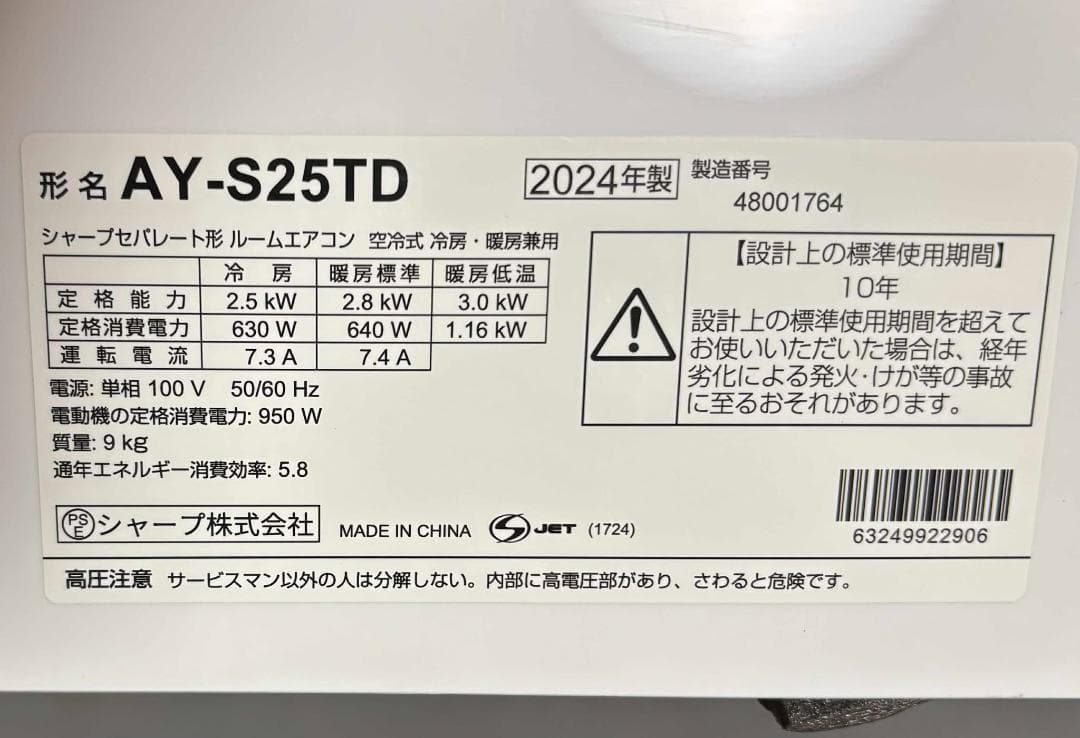 形名 AY-S25TD
2024年製
製造番号
48001764
シャープセパレート形 ルームエアコン 空冷式 冷房・暖房兼用
冷房 暖房標準 暖房低温
定格能力 2.5 kW 2.8 kW 3.0 kW
定格消費電力 630 W 640 W 1.16 kW
運転電流 7.3 A 7.4 A
電源: 単相 100 V 50/60 Hz
電動機の定格消費電力: 950 W
質量: 9 kg
通年エネルギー消費効率: 5.8
【設計上の標準使用期間】
10年
設計上の標準使用期間を超えて
お使いいただいた場合は、経年
劣化による発火・けが等の事故
に至るおそれがあります。
63249922906
PSE シャープ株式会社 MADE IN CHINA S JET (1724)
高圧注意 サービスマン以外の人は分解しない。内部に高電圧部があり、さわると危険です。